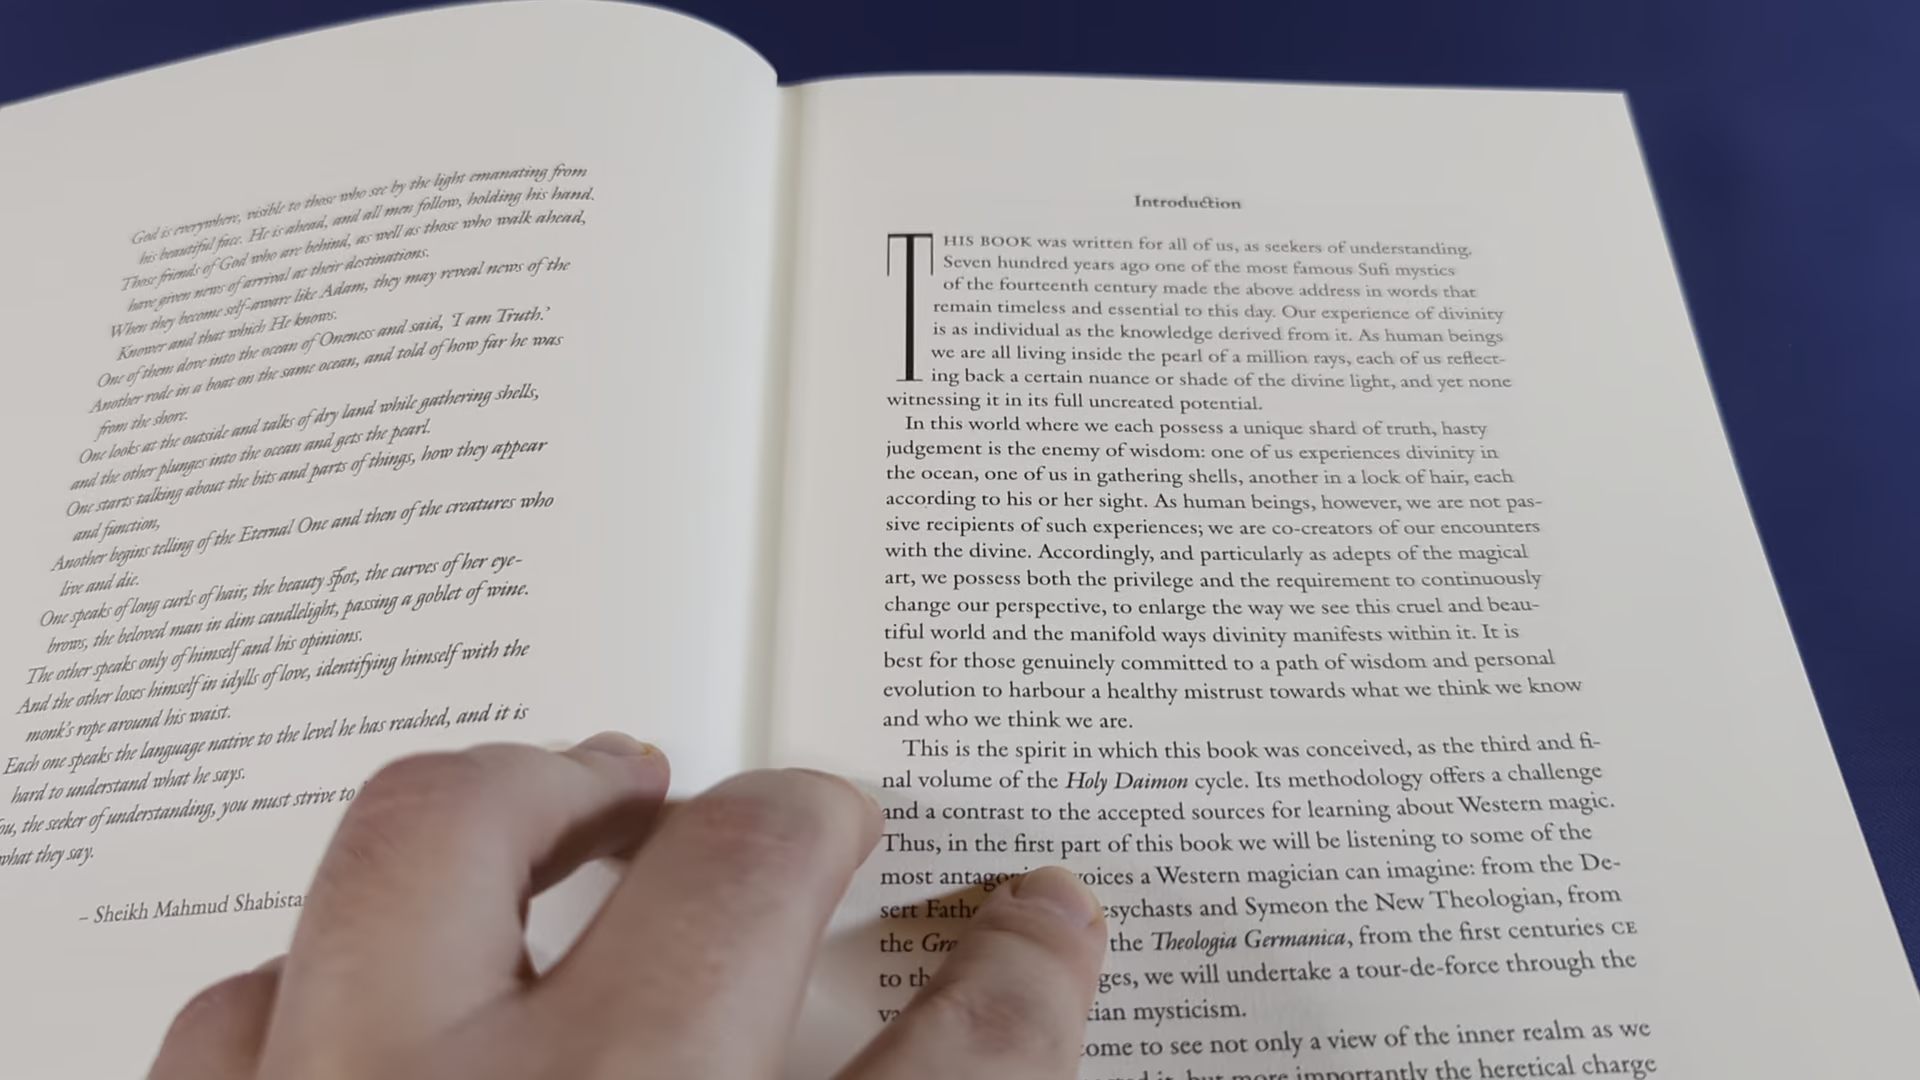 God is everywhere, visible to those who see by the light emanating from
his beautiful face. He is ahead, and all men follow, holding his hand.
Those friends of God who are behind, as well as those who walk ahead,
have given news of arrival at their destinations.
When they become self-aware like Adam, they may reveal news of the
Knower and that which He knows.
One of them dove into the ocean of Oneness and said, 'I am Truth.'
Another rode in a boat on the same ocean, and told of how far he was
from the shore.
One looks at the outside and talks of dry land while gathering shells,
and the other plunges into the ocean and gets the pearl.
One starts talking about the bits and parts of things, how they appear
and function,
Another begins telling of the Eternal One and then of the creatures who
live and die.
One speaks of long curls of hair, the beauty spot, the curves of her eye-
brows, the beloved man in dim candlelight, passing a goblet of wine.
The other speaks only of himself and his opinions.
And the other loses himself in idylls of love, identifying himself with the
monk's rope around his waist.
Each one speaks the language native to the level he has reached, and it is
hard to understand what he says.
the seeker of understanding, you must strive to
what they say.
– Sheikh Mahmud
Introduction
THIS BOOK was written for all of us, as seekers of understanding.
Seven hundred years ago one of the most famous Sufi mystics
of the fourteenth century made the above address in words that
remain timeless and essential to this day. Our experience of divinity
is as individual as the knowledge derived from it. As human beings
we are all living inside the pearl of a million rays, each of us reflect-
ing back a certain nuance or shade of the divine light, and yet none
witnessing it in its full uncreated potential.
In this world where we each possess a unique shard of truth, hasty
judgement is the enemy of wisdom: one of us experiences divinity in
the ocean, one of us in gathering shells, another in a lock of hair, each
according to his or her sight. As human beings, however, we are not pas-
sive recipients of such experiences; we are co-creators of our encounters
with the divine. Accordingly, and particularly as adepts of the magical
art, we possess both the privilege and the requirement to continuously
change our perspective, to enlarge the way we see this cruel and beau-
tiful world and the manifold ways divinity manifests within it. It is
best for those genuinely committed to a path of wisdom and personal
evolution to harbour a healthy mistrust towards what we think we know
and who we think we are.
This is the spirit in which this book was conceived, as the third and fi-
nal volume of the Holy Daimon cycle. Its methodology offers a challenge
and a contrast to the accepted sources for learning about Western magic.
Thus, in the first part of this book we will be listening to some of the
most voices a Western magician can imagine: from the De-
sert and Symeon the New Theologian, from
the the Theologia Germanica, from the first centuries CE
to we will undertake a tour-de-force through the
mysticism.
to see not only a view of the inner realm as we
but more importantly the heretical charge